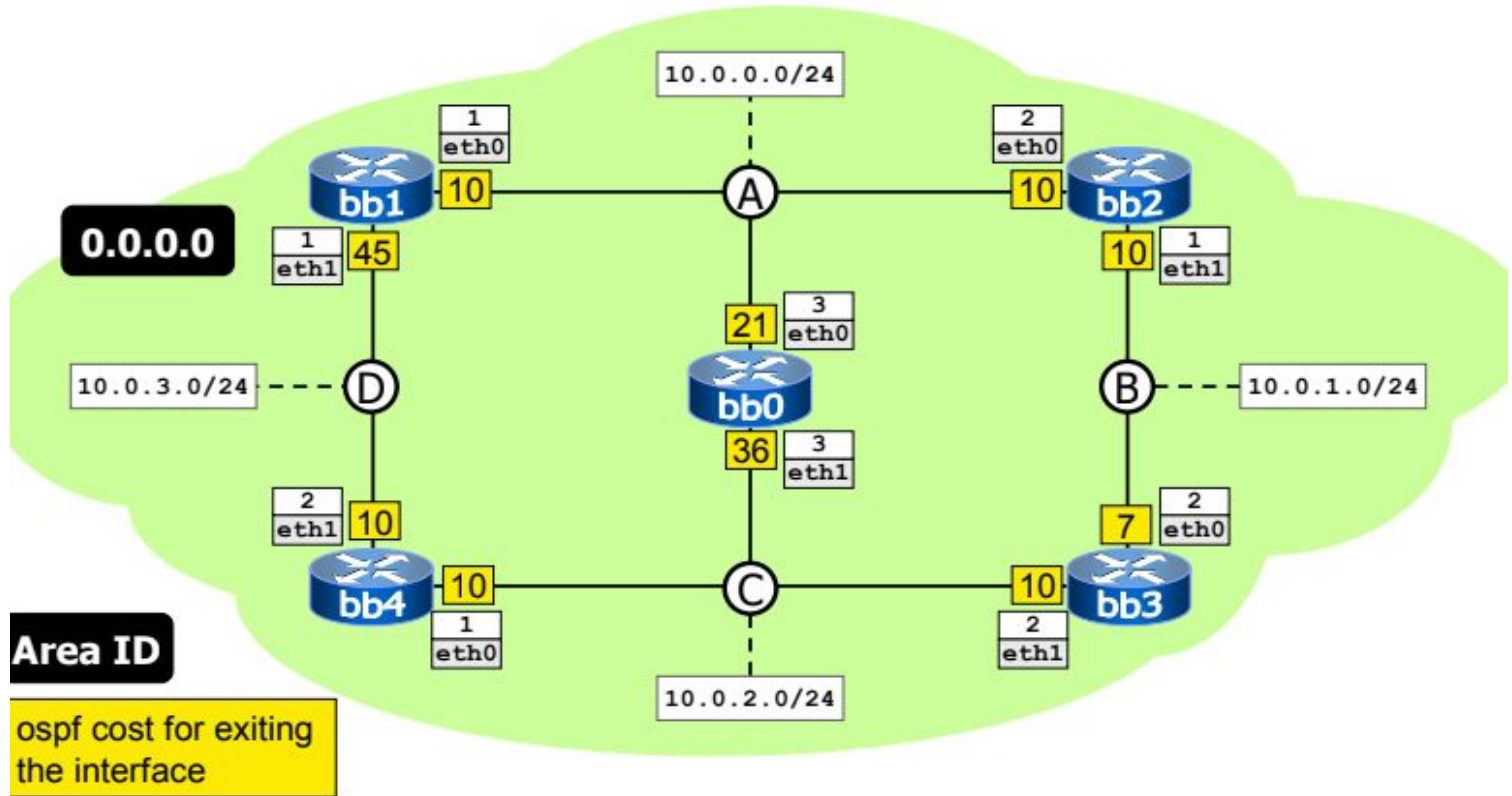 10.0.0.0/24
1
eth0
2
eth0
10
A
10
bb1
bb2
0.0.0.0
1
eth1
45
10
1
eth1
21
3
eth0
10.0.3.0/24
D
bb0
B
10.0.1.0/24
36
3
eth1
2
eth1
10
7
2
eth0
10
C
10
bb4
bb3
1
eth0
2
eth1
Area ID
10.0.2.0/24
ospf cost for exiting
the interface